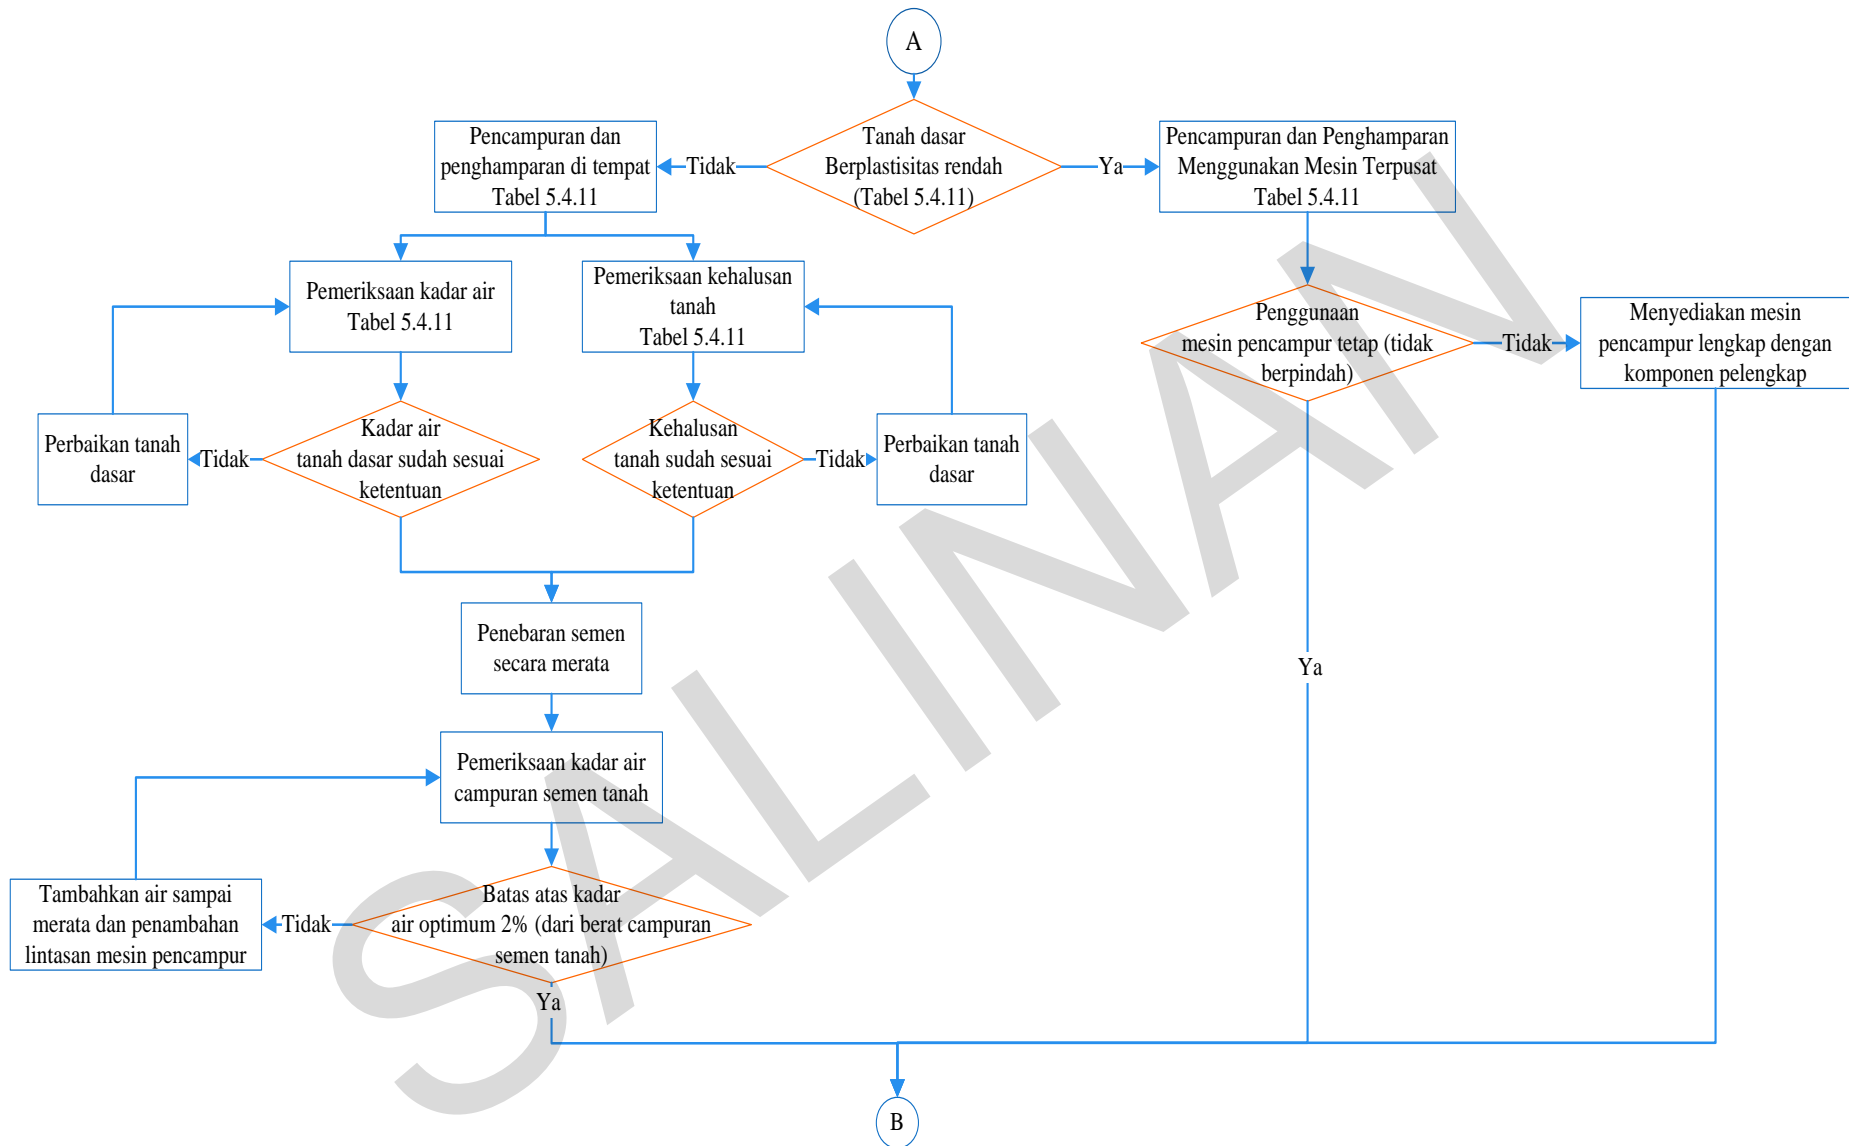 A
Pencampuran dan
penghamparan di tempat
Tabel 5.4.11
Tidak
Tanah dasar
Berplastisitas rendah
(Tabel 5.4.11)
Ya
Pencampuran dan Penghamparan
Menggunakan Mesin Terpusat
Tabel 5.4.11
Pemeriksaan kadar air
Tabel 5.4.11
Pemeriksaan kehalusan
tanah
Tabel 5.4.11
Penggunaan
mesin pencampur tetap (tidak
berpindah)
Tidak
Menyediakan mesin
pencampur lengkap dengan
komponen pelengkap
Perbaikan tanah
dasar
Tidak
Kadar air
tanah dasar sudah sesuai
ketentuan
Kehalusan
tanah sudah sesuai
ketentuan
Tidak
Perbaikan tanah
dasar
Penebaran semen
secara merata
Ya
Pemeriksaan kadar air
campuran semen tanah
Tambahkan air sampai
merata dan penambahan
lintasan mesin pencampur
Tidak
Batas atas kadar
air optimum 2% (dari berat campuran
semen tanah)
Ya
B
SALINAN